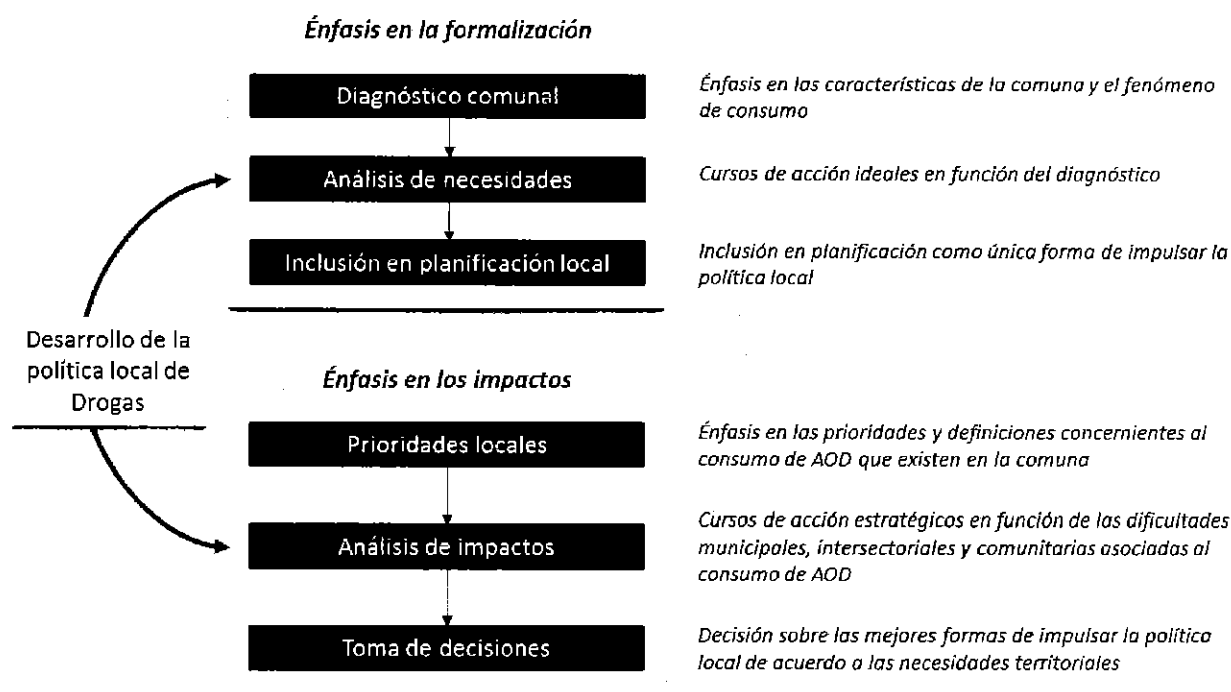 Énfasis en la formalización
Diagnóstico comunal
Énfasis en las características de la comuna y el fenómeno
de consumo
Análisis de necesidades
Cursos de acción ideales en función del diagnóstico
Inclusión en planificación local
Inclusión en planificación como única forma de impulsar la
política local
Desarrollo de la
política local de
Drogas
Énfasis en los impactos
Prioridades locales
Énfasis en las prioridades y definiciones concernientes al
consumo de AOD que existen en la comuna
Análisis de impactos
Cursos de acción estratégicos en función de las dificultades
municipales, intersectoriales y comunitarias asociadas al
consumo de AOD
Toma de decisiones
Decisión sobre las mejores formas de impulsar la política
local de acuerdo a las necesidades territoriales